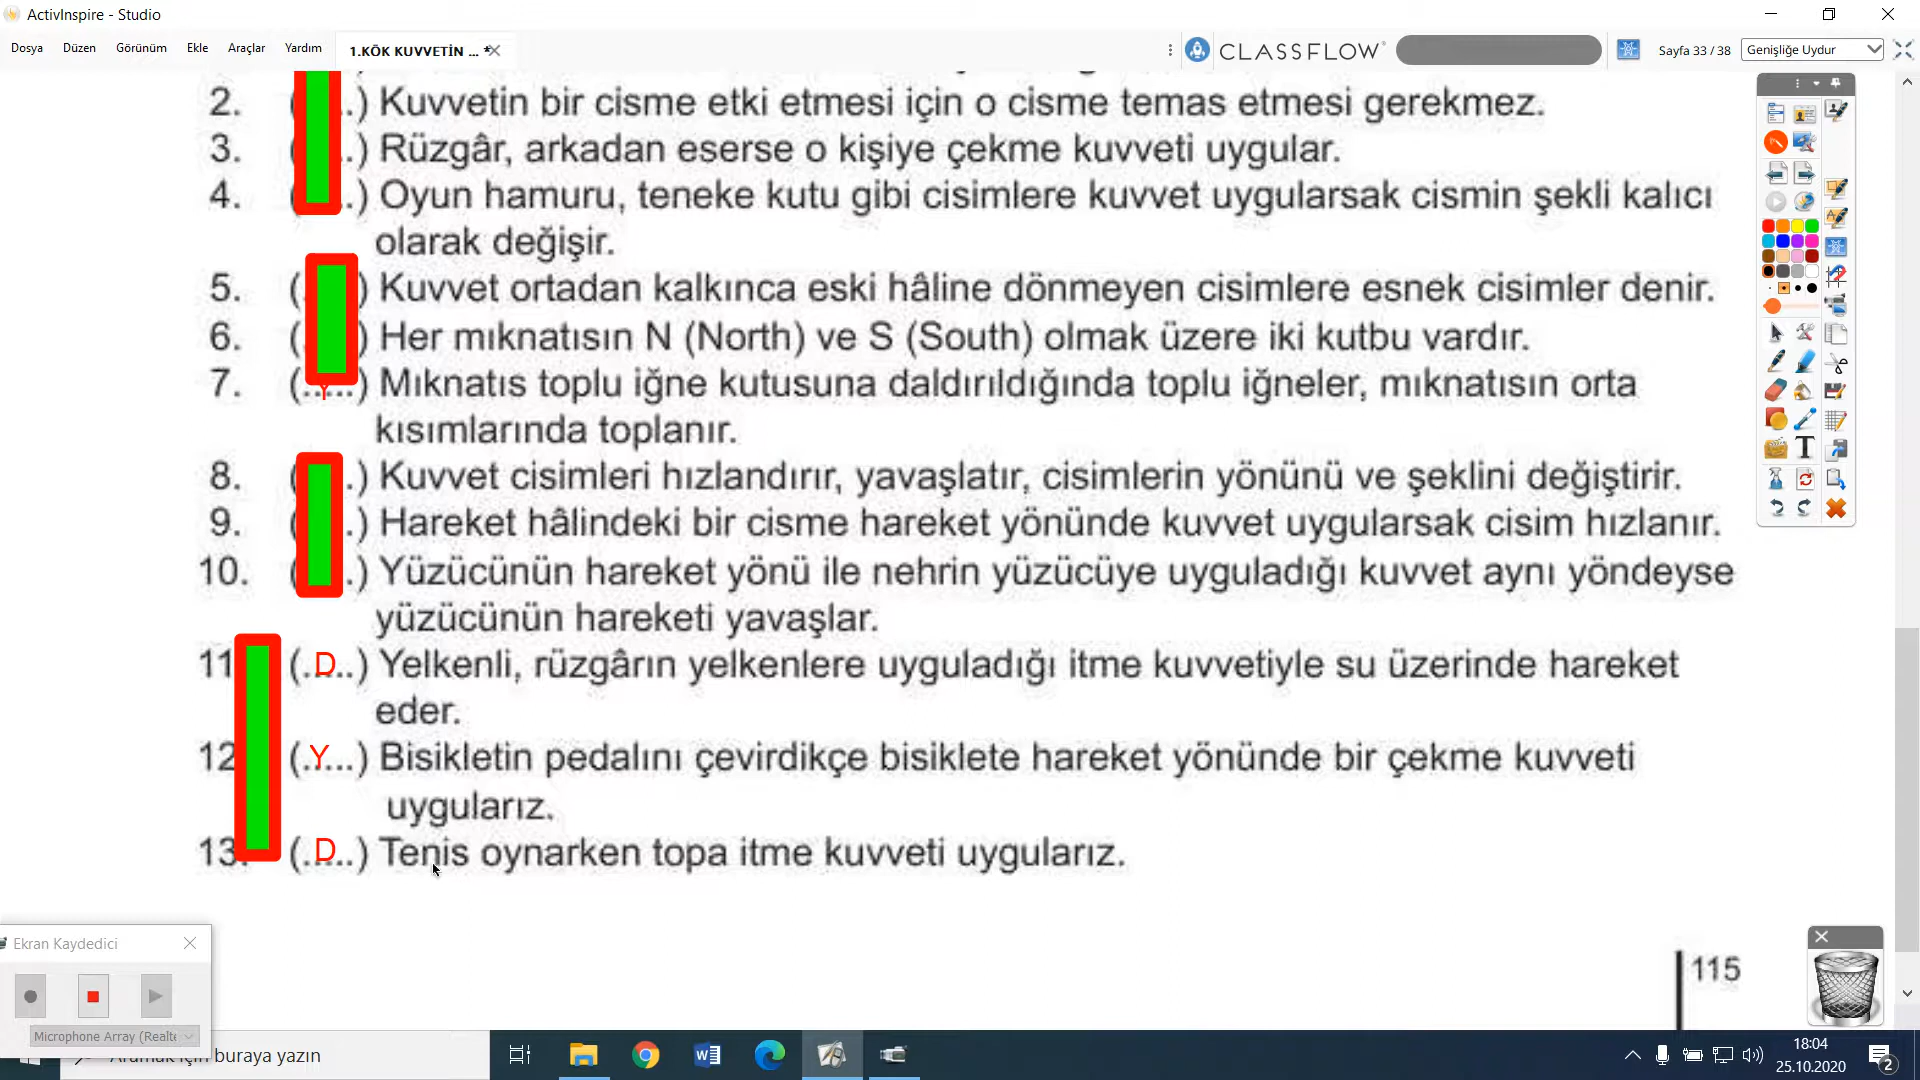 ActivInspire - Studio
Dosya Düzen Görünüm Ekle Araçlar Yardım 1.KÖK KUVVETİN ... * CLASSFLOW Sayfa 33 / 38 Genişliğe Uydur
2. (.) Kuvvetin bir cisme etki etmesi için o cisme temas etmesi gerekmez.
3. (.) Rüzgâr, arkadan eserse o kişiye çekme kuvveti uygular.
4. (.) Oyun hamuru, teneke kutu gibi cisimlere kuvvet uygularsak cismin şekli kalıcı
olarak değişir.
5. ( ) Kuvvet ortadan kalkınca eski hâline dönmeyen cisimlere esnek cisimler denir.
6. ( ) Her mıknatısın N (North) ve S (South) olmak üzere iki kutbu vardır.
7. (..Y...) Mıknatıs toplu iğne kutusuna daldırıldığında toplu iğneler, mıknatısın orta
kısımlarında toplanır.
8. (.) Kuvvet cisimleri hızlandırır, yavaşlatır, cisimlerin yönünü ve şeklini değiştirir.
9. (.) Hareket hâlindeki bir cisme hareket yönünde kuvvet uygularsak cisim hızlanır.
10. (.) Yüzücünün hareket yönü ile nehrin yüzücüye uyguladığı kuvvet aynı yöndeyse
yüzücünün hareketi yavaşlar.
11 (.D..) Yelkenli, rüzgârın yelkenlere uyguladığı itme kuvvetiyle su üzerinde hareket
eder.
12 (.Y...) Bisikletin pedalını çevirdikçe bisiklete hareket yönünde bir çekme kuvveti
uygularız.
13. (.D..) Tenis oynarken topa itme kuvveti uygularız.
115
Ekran Kaydedici
Microphone Array (Realte
Aramak için buraya yazın
18:04
25.10.2020
2